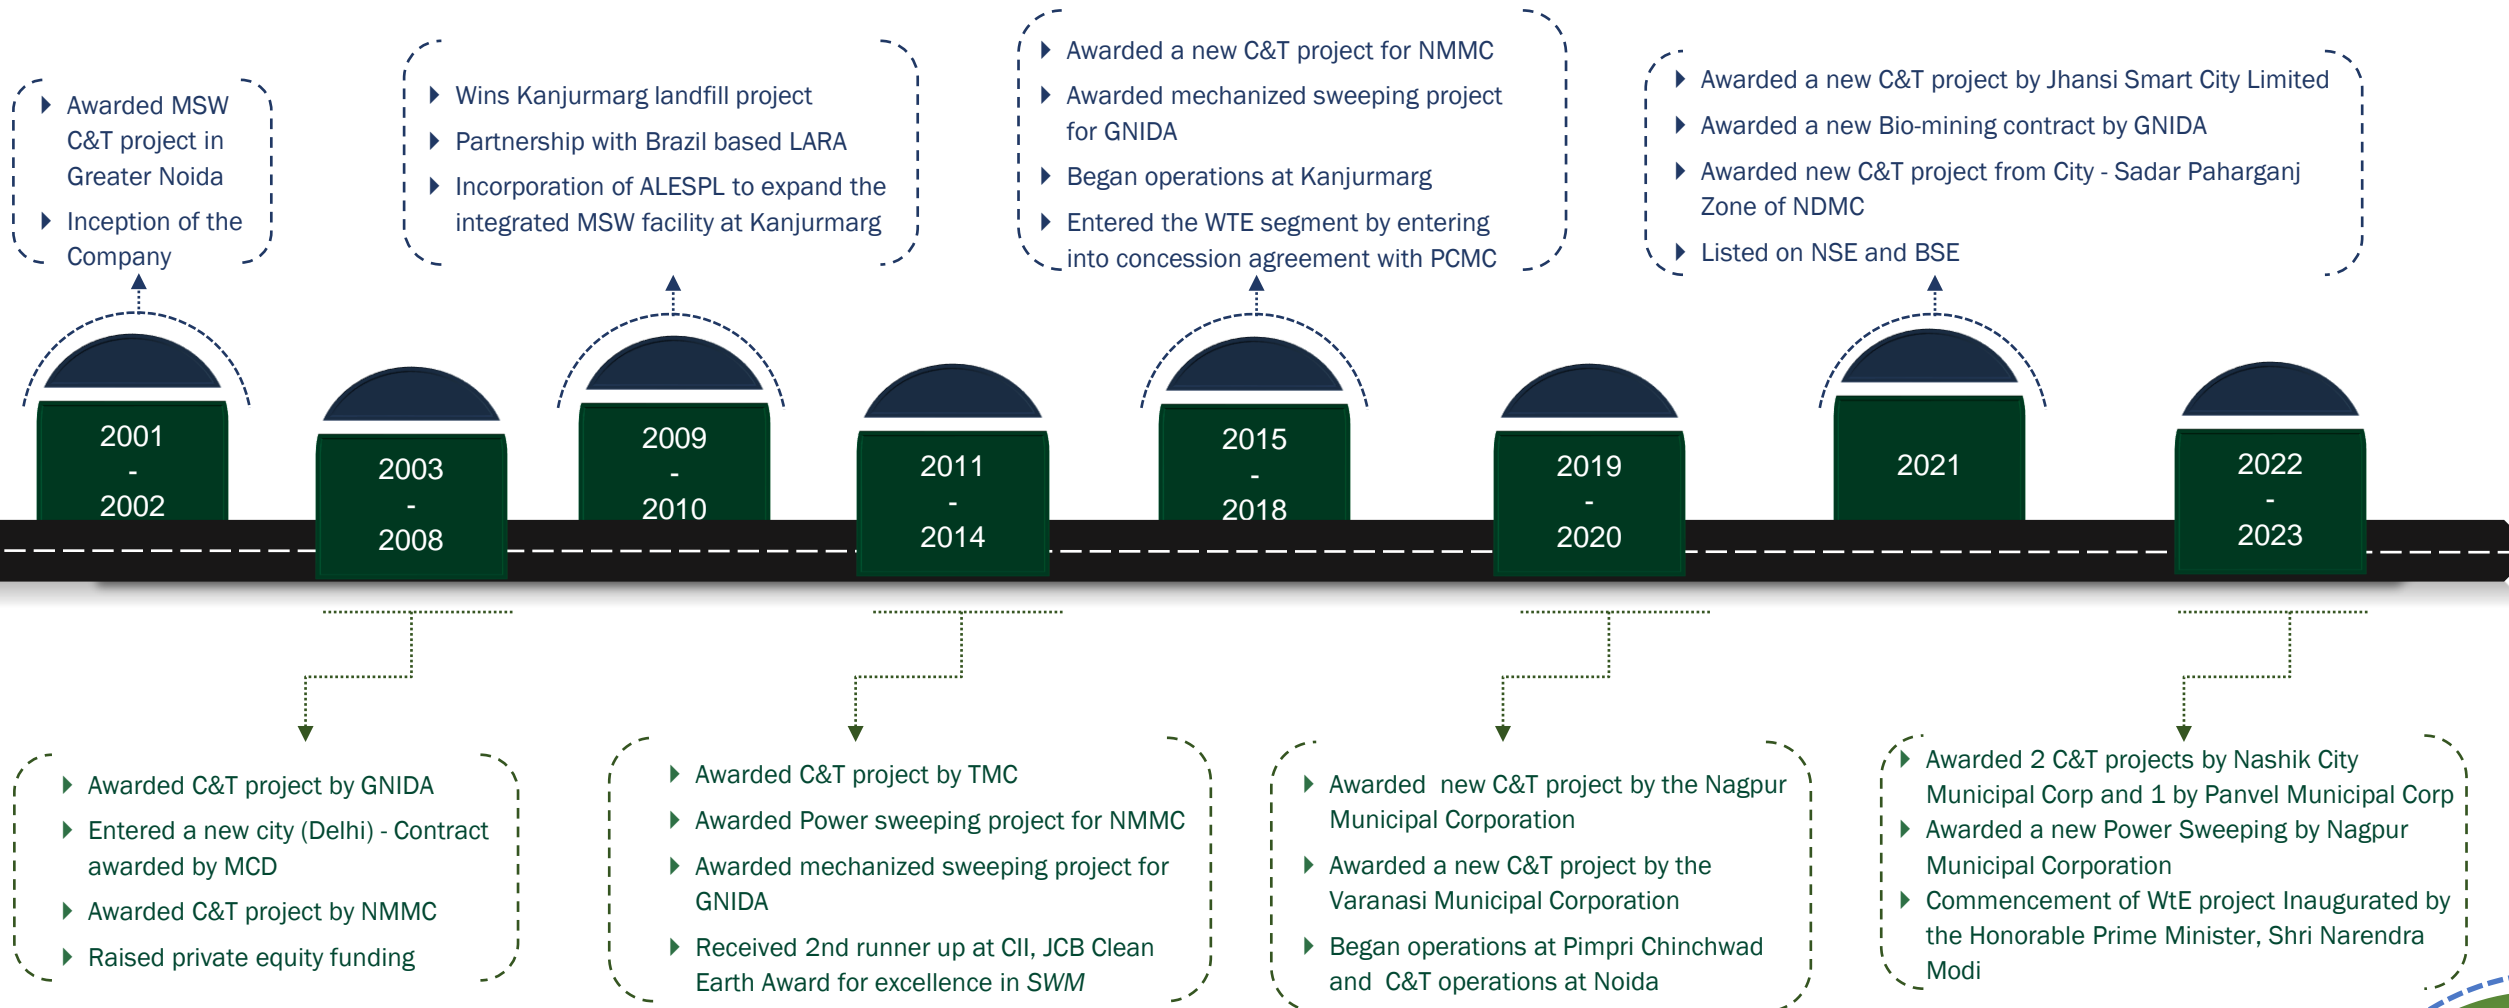 Awarded MSW
C&T project in
Greater Noida
Inception of the
Company
Wins Kanjurmarg landfill project
Partnership with Brazil based LARA
Incorporation of ALESPL to expand the
integrated MSW facility at Kanjurmarg
Awarded a new C&T project for NMMC
Awarded mechanized sweeping project
for GNIDA
Began operations at Kanjurmarg
Entered the WTE segment by entering
into concession agreement with PCMC
Awarded a new C&T project by Jhansi Smart City Limited
Awarded a new Bio-mining contract by GNIDA
Awarded new C&T project from City - Sadar Paharganj
Zone of NDMC
Listed on NSE and BSE
2001
-
2002
2003
-
2008
2009
-
2010
2011
-
2014
2015
-
2018
2019
-
2020
2021
2022
-
2023
Awarded C&T project by GNIDA
Entered a new city (Delhi) - Contract
awarded by MCD
Awarded C&T project by NMMC
Raised private equity funding
Awarded C&T project by TMC
Awarded Power sweeping project for NMMC
Awarded mechanized sweeping project for
GNIDA
Received 2nd runner up at CII, JCB Clean
Earth Award for excellence in SWM
Awarded  new C&T project by the Nagpur
Municipal Corporation
Awarded a new C&T project by the
Varanasi Municipal Corporation
Began operations at Pimpri Chinchwad
and  C&T operations at Noida
Awarded 2 C&T projects by Nashik City
Municipal Corp and 1 by Panvel Municipal Corp
Awarded a new Power Sweeping by Nagpur
Municipal Corporation
Commencement of WtE project Inaugurated by
the Honorable Prime Minister, Shri Narendra
Modi